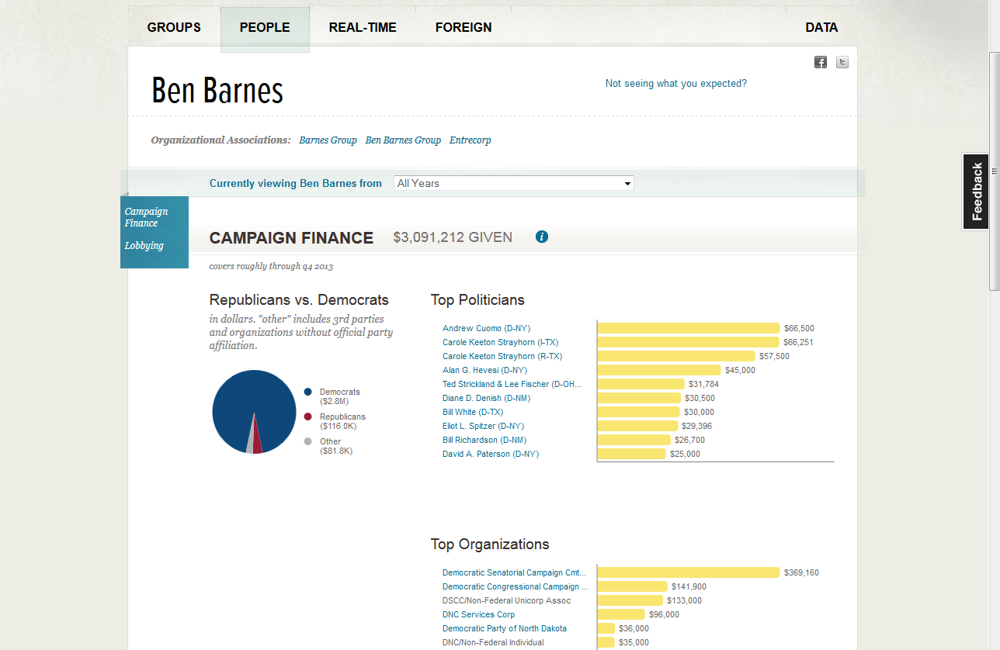 GROUPS PEOPLE REAL-TIME FOREIGN DATA
Ben Barnes
Not seeing what you expected?
Organizational Associations: Barnes Group Ben Barnes Group Entrecorp
Currently viewing Ben Barnes from All Years
Feedback
Campaign
Finance
Lobbying
CAMPAIGN FINANCE $3,091,212 GIVEN i
covers roughly through q4 2013
Republicans vs. Democrats
in dollars. "other" includes 3rd parties
and organizations without official party
affiliation.
Democrats
($2.8M)
Republicans
($116.0K)
Other
($81.8K)
Top Politicians
Andrew Cuomo (D-NY) $66,500
Carole Keeton Strayhorn (I-TX) $66,251
Carole Keeton Strayhorn (R-TX) $57,500
Alan G. Hevesi (D-NY) $45,000
Ted Strickland & Lee Fischer (D-OH... $31,784
Diane D. Denish (D-NM) $30,500
Bill White (D-TX) $30,000
Eliot L. Spitzer (D-NY) $29,396
Bill Richardson (D-NM) $26,700
David A. Paterson (D-NY) $25,000
Top Organizations
Democratic Senatorial Campaign Cmt... $369,160
Democratic Congressional Campaign ... $141,900
DSCC/Non-Federal Unicorp Assoc $133,000
DNC Services Corp $96,000
Democratic Party of North Dakota $36,000
DNC/Non-Federal Individual $35,000